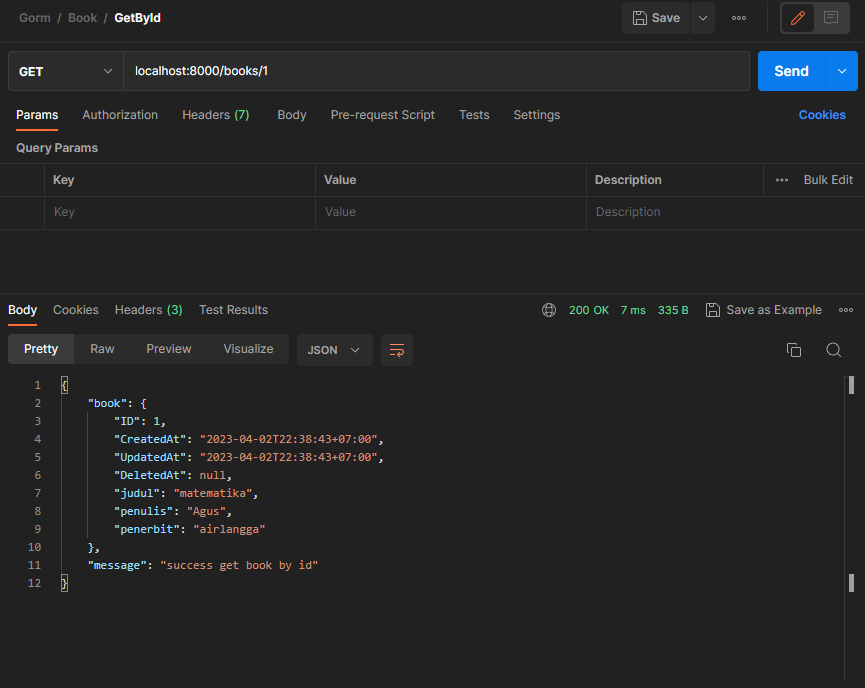 Gorm / Book / GetById Save
GET localhost:8000/books/1 Send
Params Authorization Headers (7) Body Pre-request Script Tests Settings Cookies
Query Params
Key Value Description Bulk Edit
Key Value Description
Body Cookies Headers (3) Test Results 200 OK 7 ms 335 B Save as Example
Pretty Raw Preview Visualize JSON
1 {
2 "book": {
3 "ID": 1,
4 "CreatedAt": "2023-04-02T22:38:43+07:00",
5 "UpdatedAt": "2023-04-02T22:38:43+07:00",
6 "DeletedAt": null,
7 "judul": "matematika",
8 "penulis": "Agus",
9 "penerbit": "airlangga"
10 },
11 "message": "success get book by id"
12 }